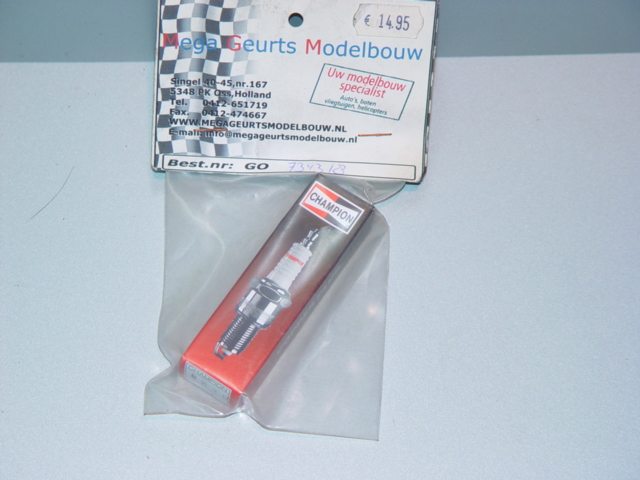 € 14.95
Mega Geurts Modelbouw
Singel 40-45,nr.167
5348 PK Oss,Holland
Tel. 0412-651719
Fax. 0412-474667
WWW.MEGAGEURTSMODELBOUW.NL
E-mail: info@megageurtsmodelbouw.nl
Uw modelbouw
specialist
Auto's, boten
vliegtuigen, helicopters
Best.nr: GO
CHAMPION